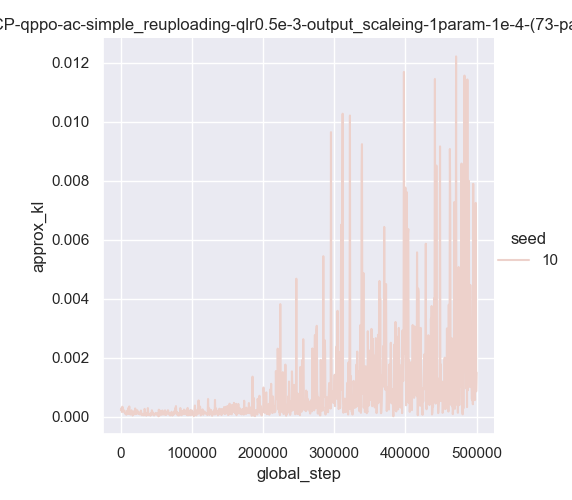 CP-qppo-ac-simple_reuploading-qlr0.5e-3-output_scaleing-1param-1e-4-(73-pa
0.012
0.010
0.008
0.006
0.004
0.002
0.000
approx_kl
0 100000 200000 300000 400000 500000
global_step
seed
10